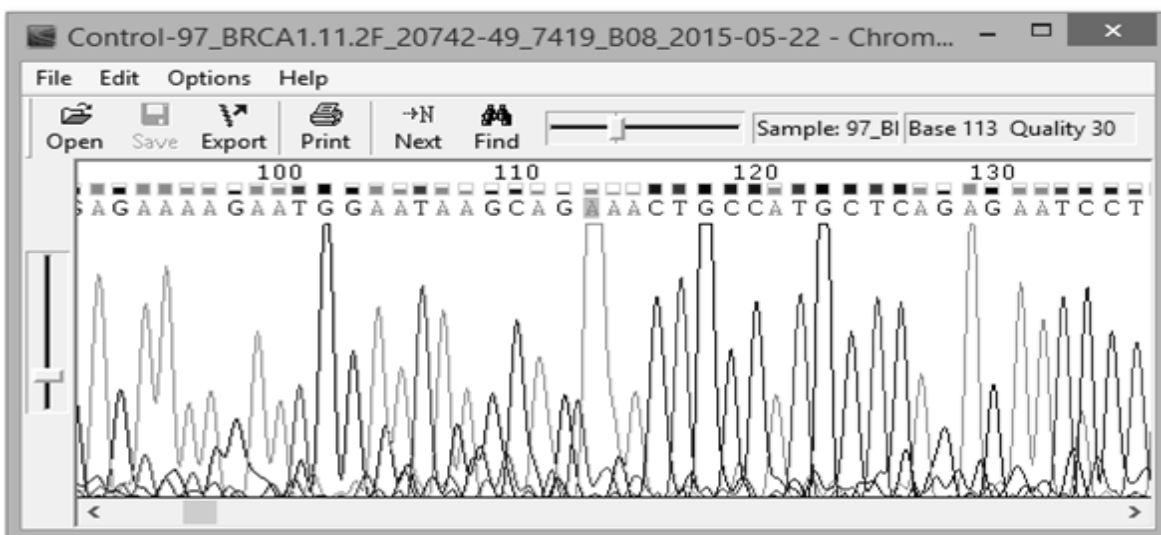 Control-97_BRCA1.11.2F_20742-49_7419_B08_2015-05-22 - Chrom...
File Edit Options Help
→N
Open Save Export Print Next Find Sample: 97_BI Base 113 Quality 30
100 110 120 130
A G A A A A G A A T G G A A T A A G C A G A A A C T G C C A T G C T C A G A G A A T C C T